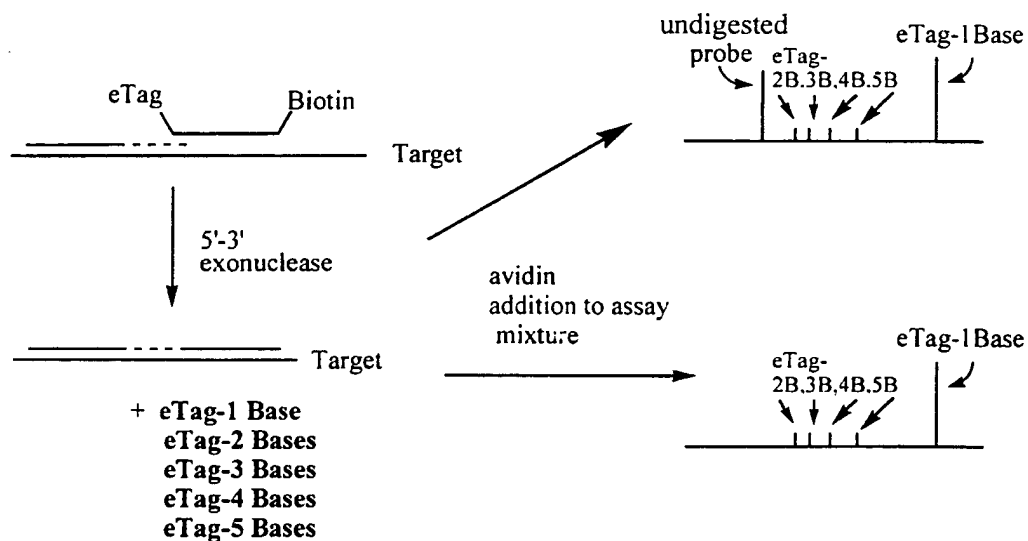 eTag
Biotin
Target
5'-3'
exonuclease
Target
+ eTag-1 Base
eTag-2 Bases
eTag-3 Bases
eTag-4 Bases
eTag-5 Bases
avidin
addition to assay
mixture
undigested
probe
eTag-
2B.3B,4B.5B
eTag-1Base
eTag-
2B,3B,4B,5B
eTag-1Base